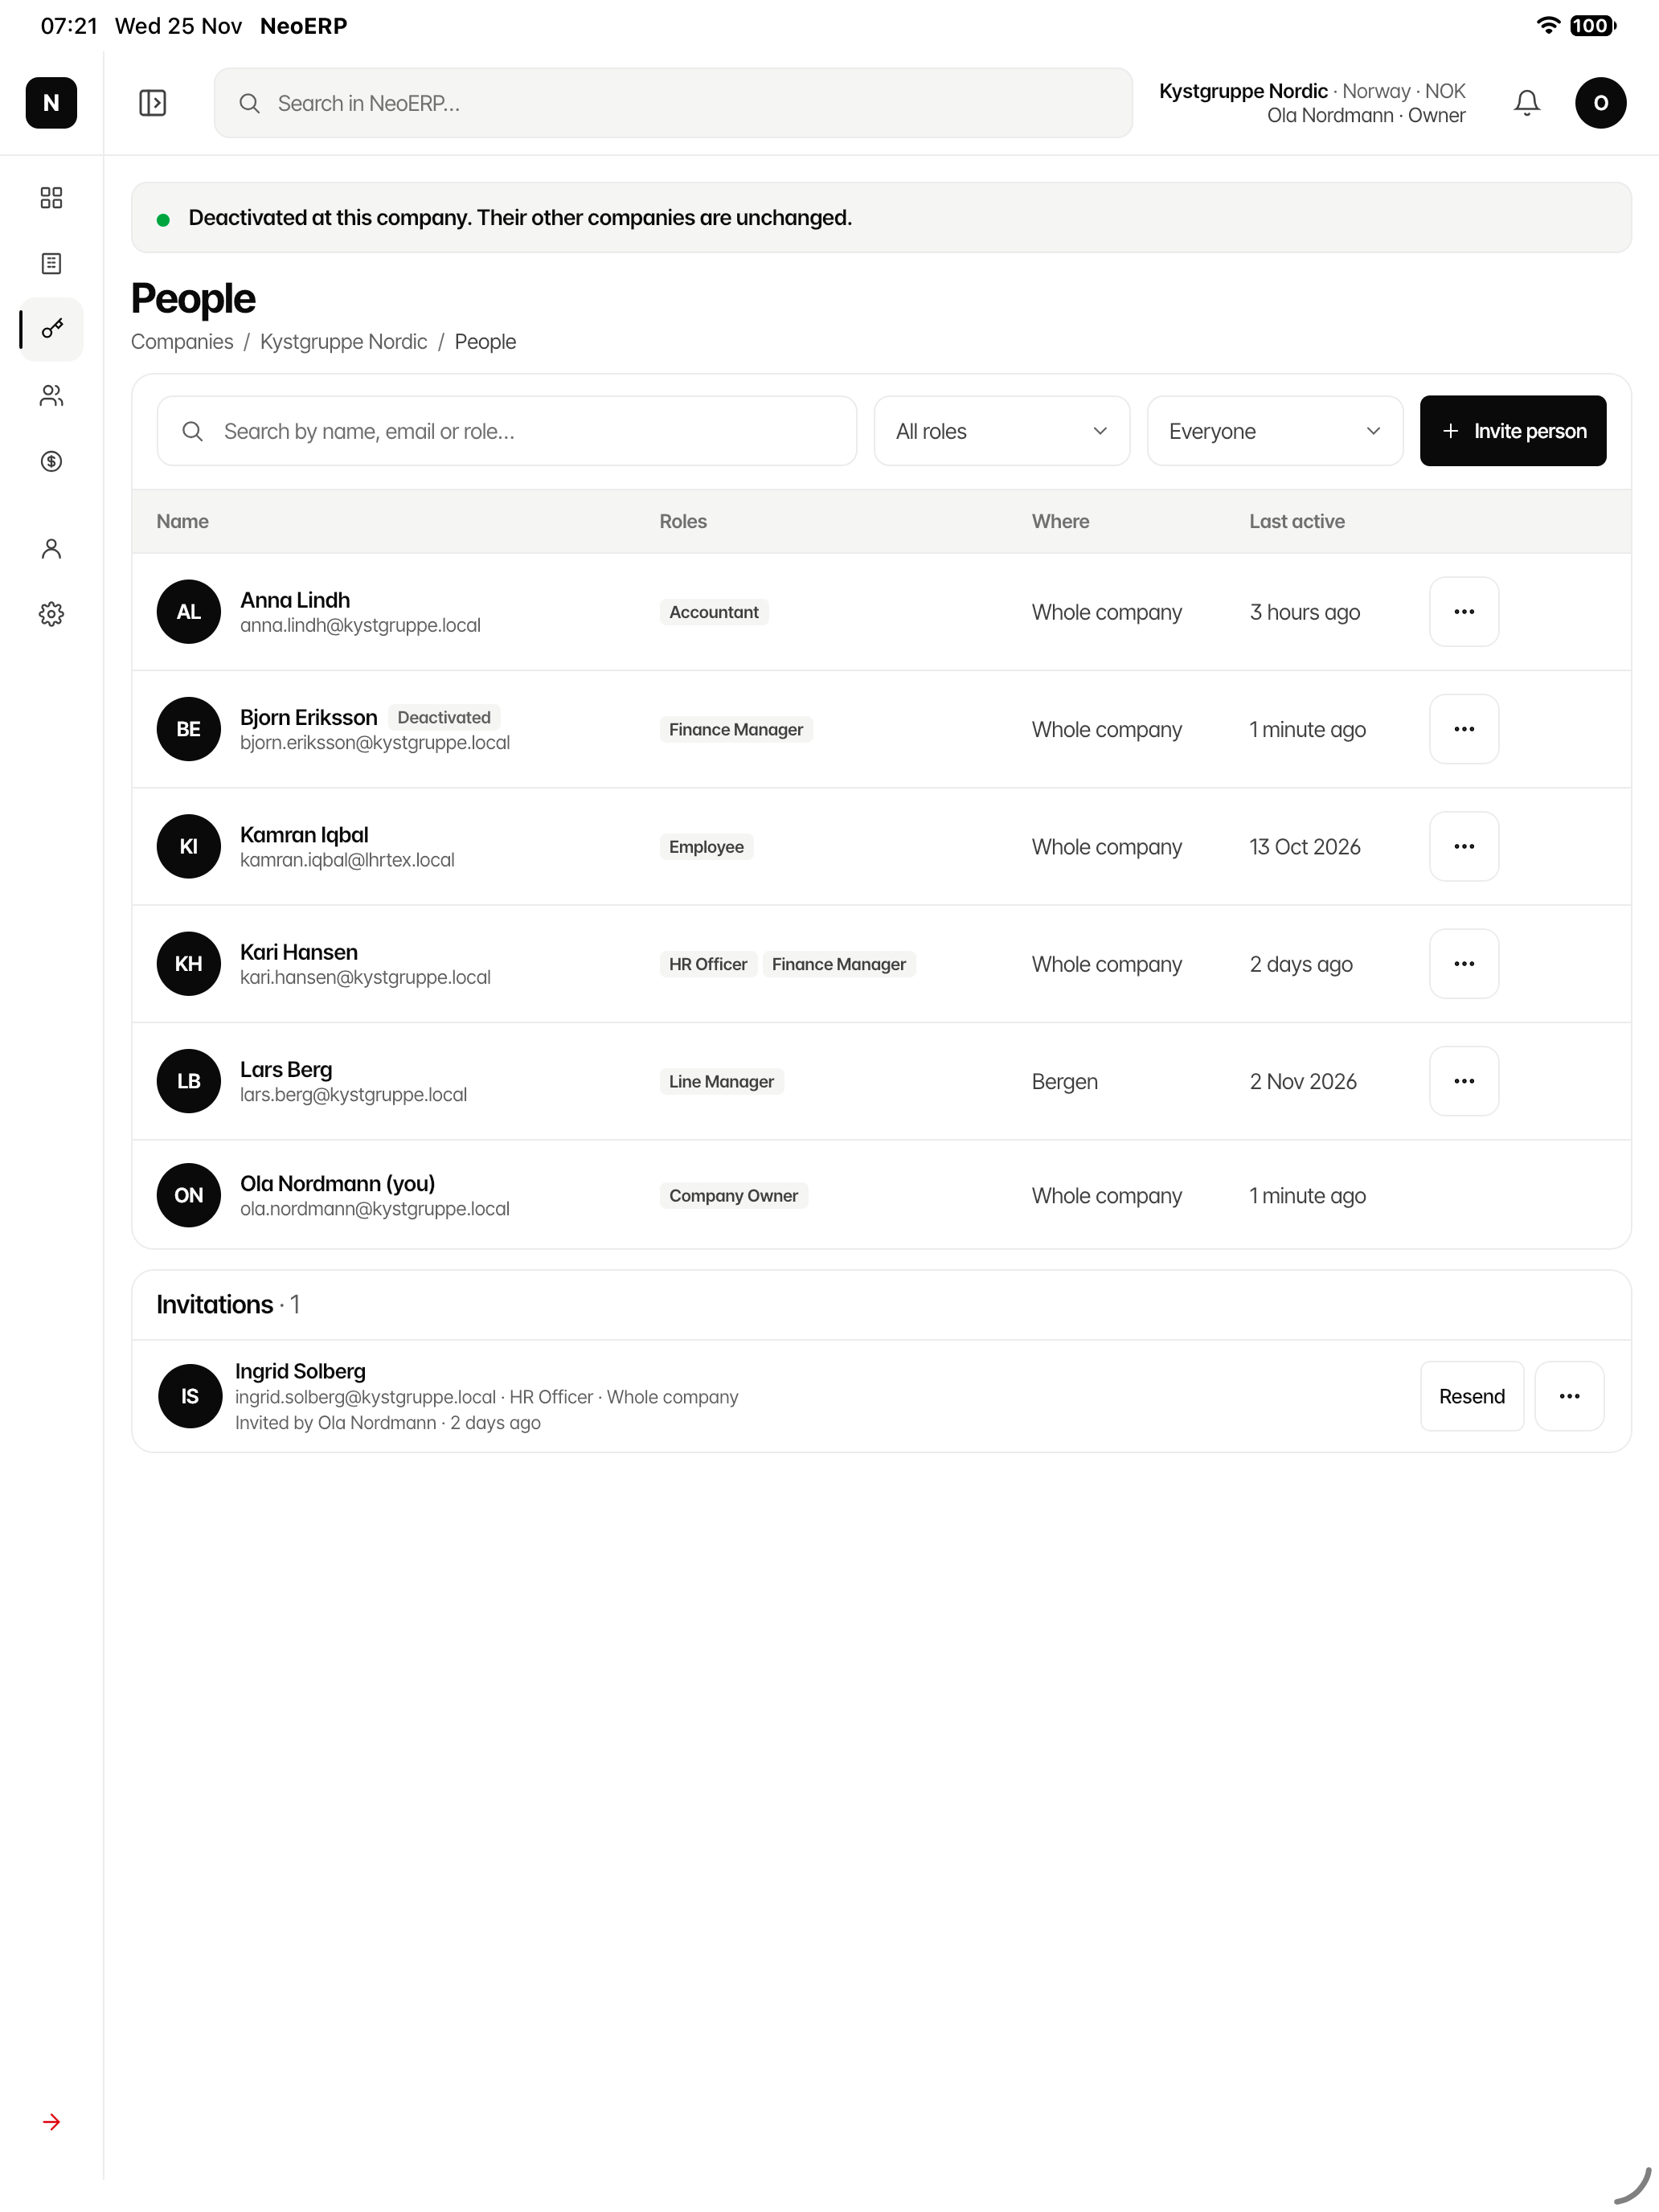 07:21 Wed 25 Nov NeoERP
100
N
Search in NeoERP...
Kystgruppe Nordic · Norway · NOK
Ola Nordmann · Owner
O
Deactivated at this company. Their other companies are unchanged.
People
Companies / Kystgruppe Nordic / People
Search by name, email or role...
All roles
Everyone
+ Invite person
Name Roles Where Last active
AL
Anna Lindh
anna.lindh@kystgruppe.local
Accountant
Whole company
3 hours ago
BE
Bjorn Eriksson Deactivated
bjorn.eriksson@kystgruppe.local
Finance Manager
Whole company
1 minute ago
KI
Kamran Iqbal
kamran.iqbal@lhrtex.local
Employee
Whole company
13 Oct 2026
KH
Kari Hansen
kari.hansen@kystgruppe.local
HR Officer Finance Manager
Whole company
2 days ago
LB
Lars Berg
lars.berg@kystgruppe.local
Line Manager
Bergen
2 Nov 2026
ON
Ola Nordmann (you)
ola.nordmann@kystgruppe.local
Company Owner
Whole company
1 minute ago
Invitations · 1
IS
Ingrid Solberg
ingrid.solberg@kystgruppe.local · HR Officer · Whole company
Invited by Ola Nordmann · 2 days ago
Resend